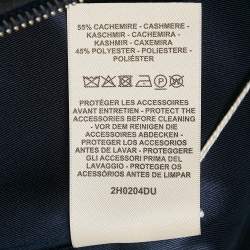 55% CACHEMIRE - CASHMERE
KASCHMIR - CACHEMIRA
- KASHMIR - CAXEMIRA
45% POLYESTER - POLIESTERE -
POLIÉSTER
PROTÉGER LES ACCESSOIRES
AVANT ENTRETIEN - PROTECT THE
ACCESSORIES BEFORE CLEANING
- VOR DEM REINIGEN DIE
ACCESSOIRES ABDECKEN -
PROTEGER LOS ACCESORIOS
ANTES DE LAVAR - PROTEGGERE
GLI ACCESSORI PRIMA DEL
LAVAGGIO - PROTEGER OS
ACESSÓRIOS ANTES DE LIMPAR
2H0204DU